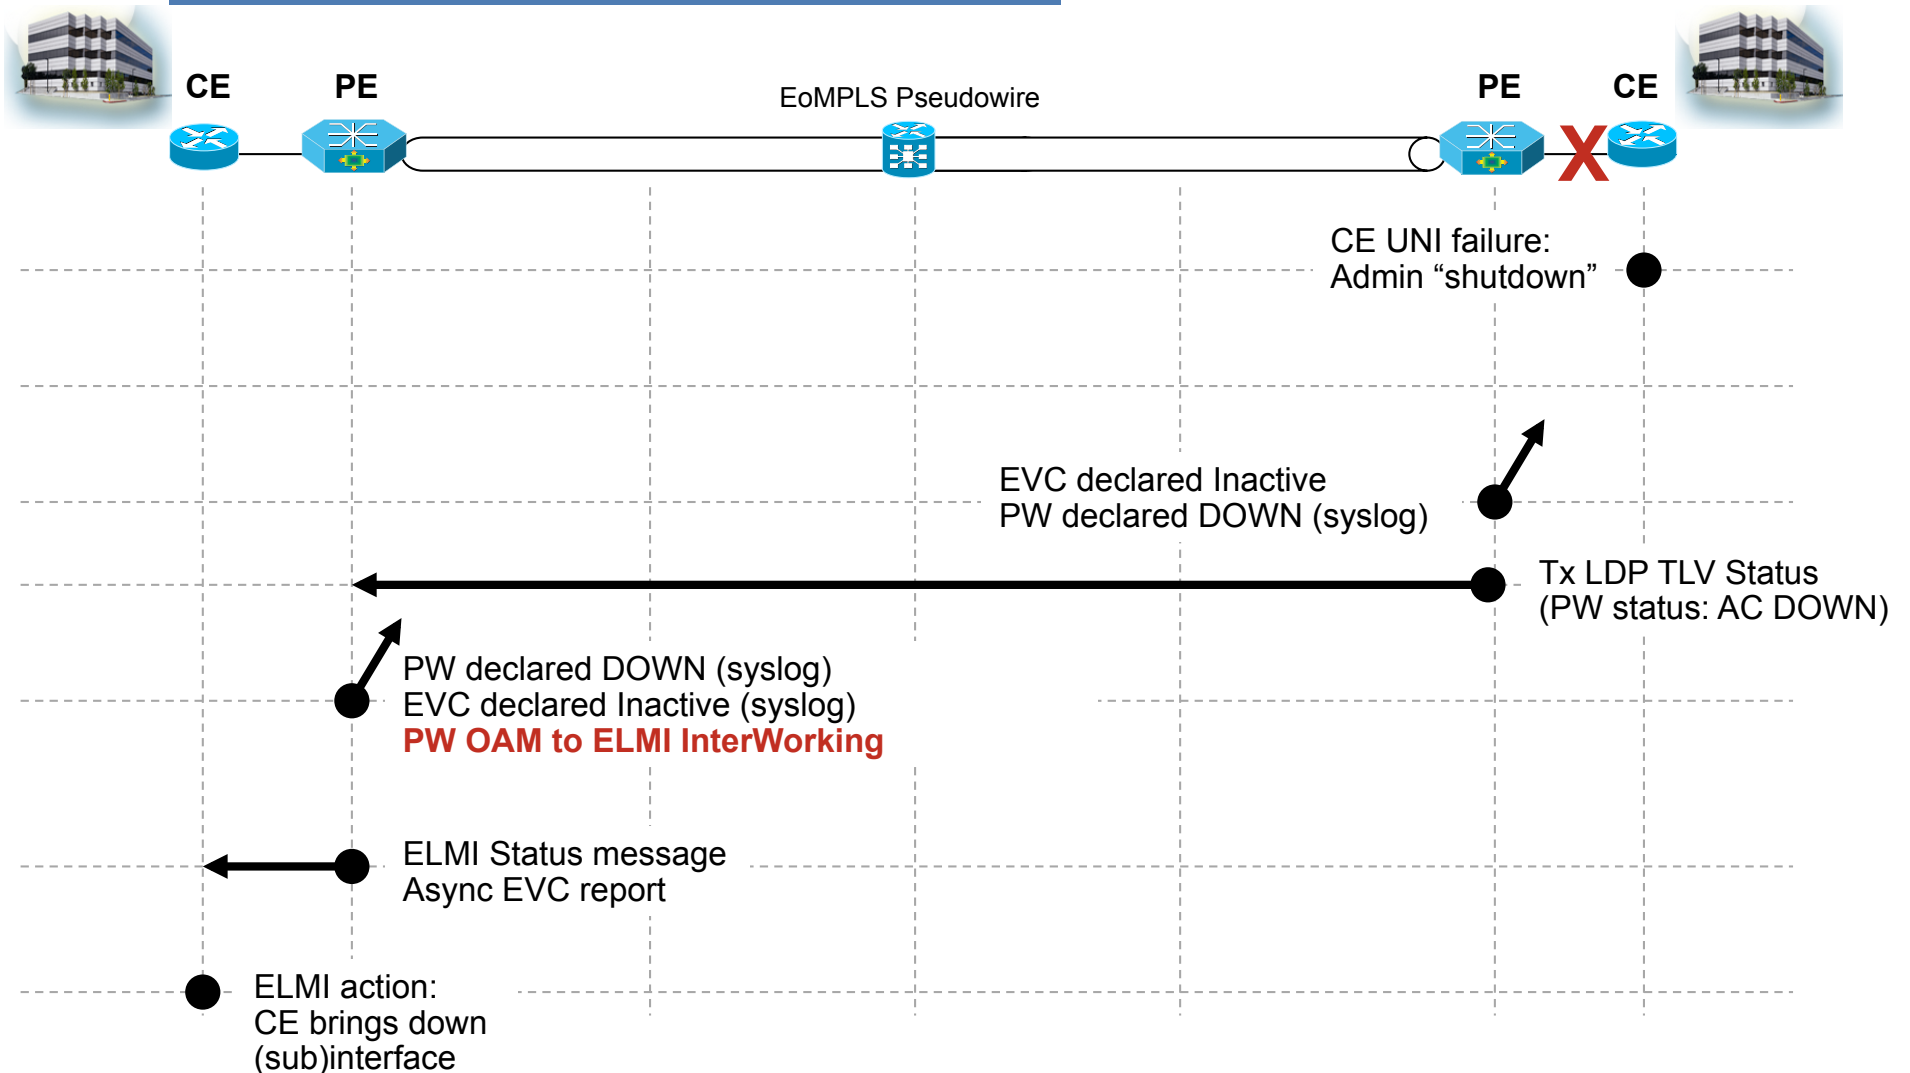 CE
PE
EoMPLS Pseudowire
PE
CE
X
CE UNI failure:
Admin “shutdown”
EVC declared Inactive
PW declared DOWN (syslog)
Tx LDP TLV Status
(PW status: AC DOWN)
PW declared DOWN (syslog)
EVC declared Inactive (syslog)
PW OAM to ELMI InterWorking
ELMI Status message
Async EVC report
ELMI action:
CE brings down
(sub)interface